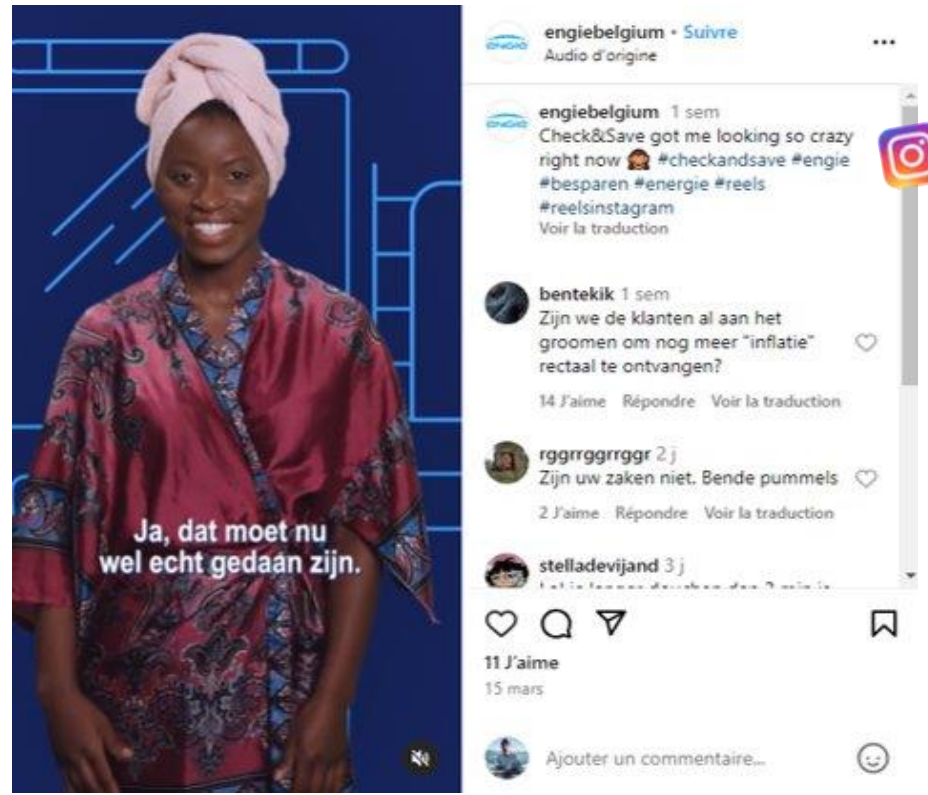 engiebelgium • Suivre
Audio d'origine
engiebelgium 1 sem
Check&Save got me looking so crazy
right now 🙈 #checkandsave #engie
#besparen #energie #reels
#reelsinstagram
Voir la traduction
bentekik 1 sem
Zijn we de klanten al aan het
groomen om nog meer "inflatie"
rectaal te ontvangen?
14 J'aime Répondre Voir la traduction
rggrrggrrggr 2 j
Zijn uw zaken niet. Bende pummels
2 J'aime Répondre Voir la traduction
stelladevijand 3 j
11 J'aime
15 mars
Ajouter un commentaire...
Ja, dat moet nu
wel echt gedaan zijn.